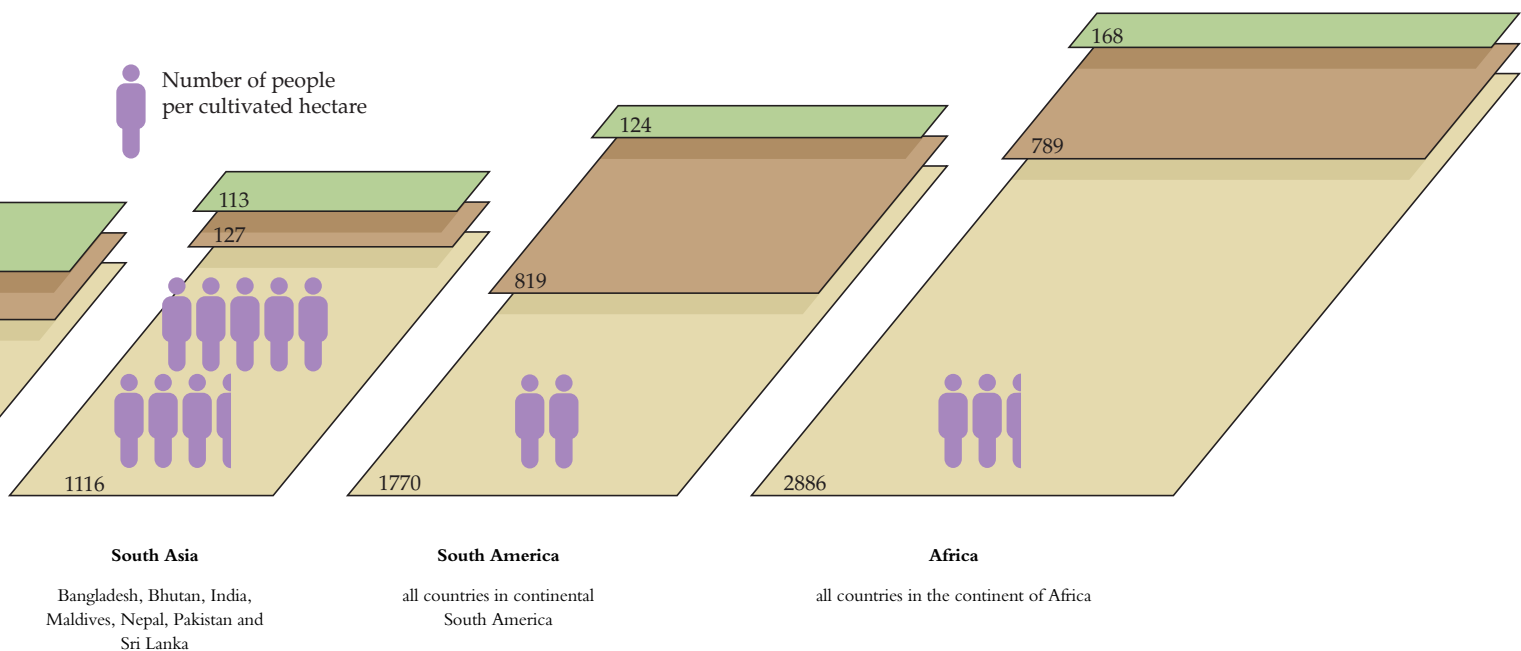 Number of people
per cultivated hectare
113
127
1116
124
819
1770
168
789
2886
South Asia
Bangladesh, Bhutan, India,
Maldives, Nepal, Pakistan and
Sri Lanka
South America
all countries in continental
South America
Africa
all countries in the continent of Africa